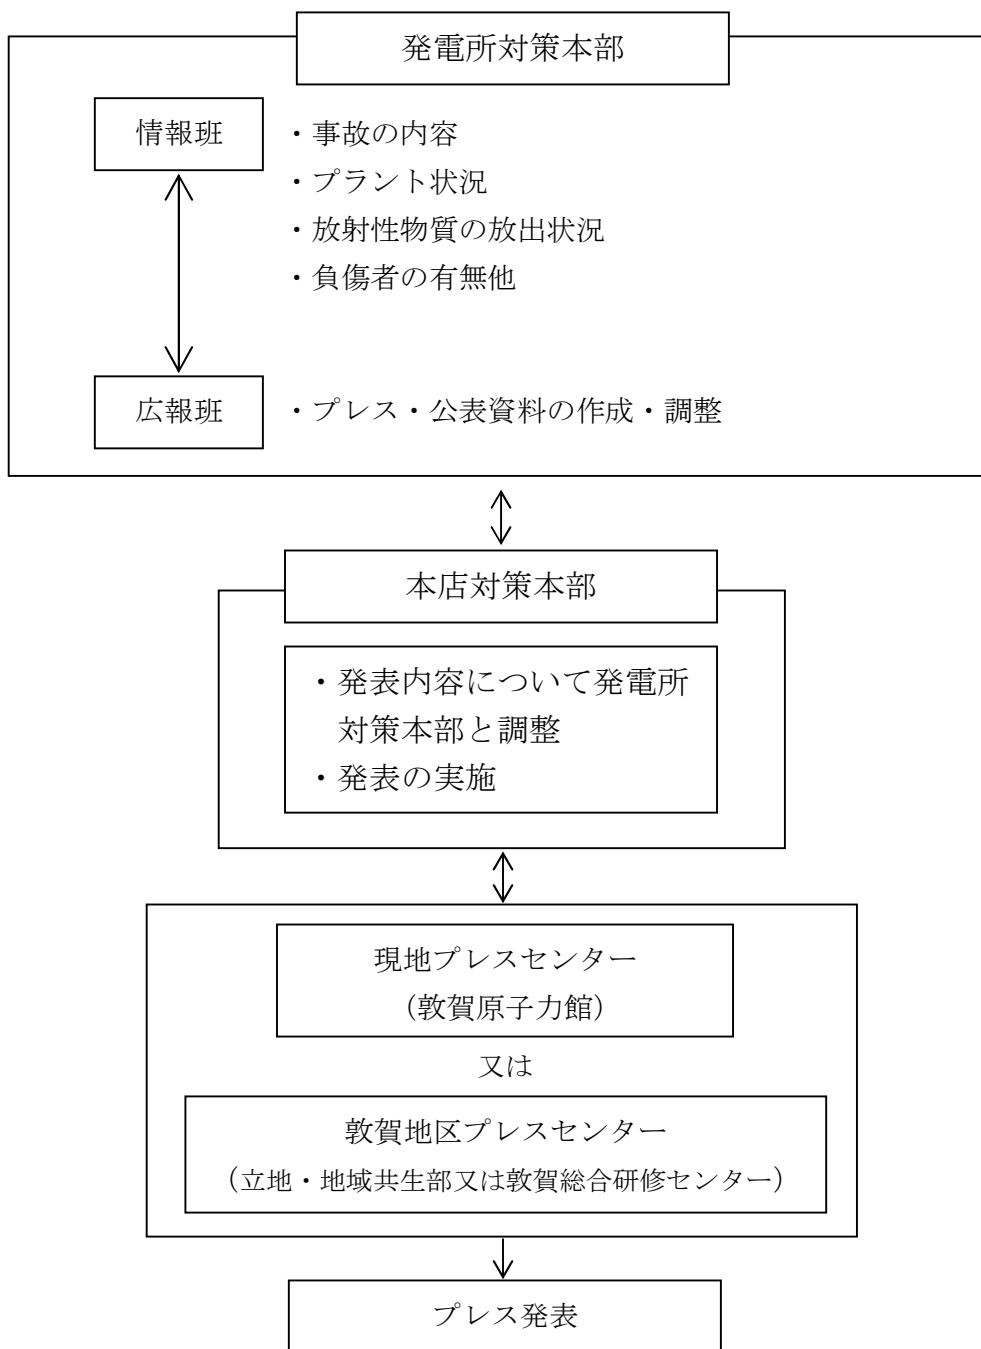 発電所対策本部
情報班
・事故の内容
・プラント状況
・放射性物質の放出状況
・負傷者の有無他
広報班
・プレス・公表資料の作成・調整
本店対策本部
・発表内容について発電所
対策本部と調整
・発表の実施
現地プレスセンター
（敦賀原子力館）
又は
敦賀地区プレスセンター
（立地・地域共生部又は敦賀総合研修センター）
プレス発表